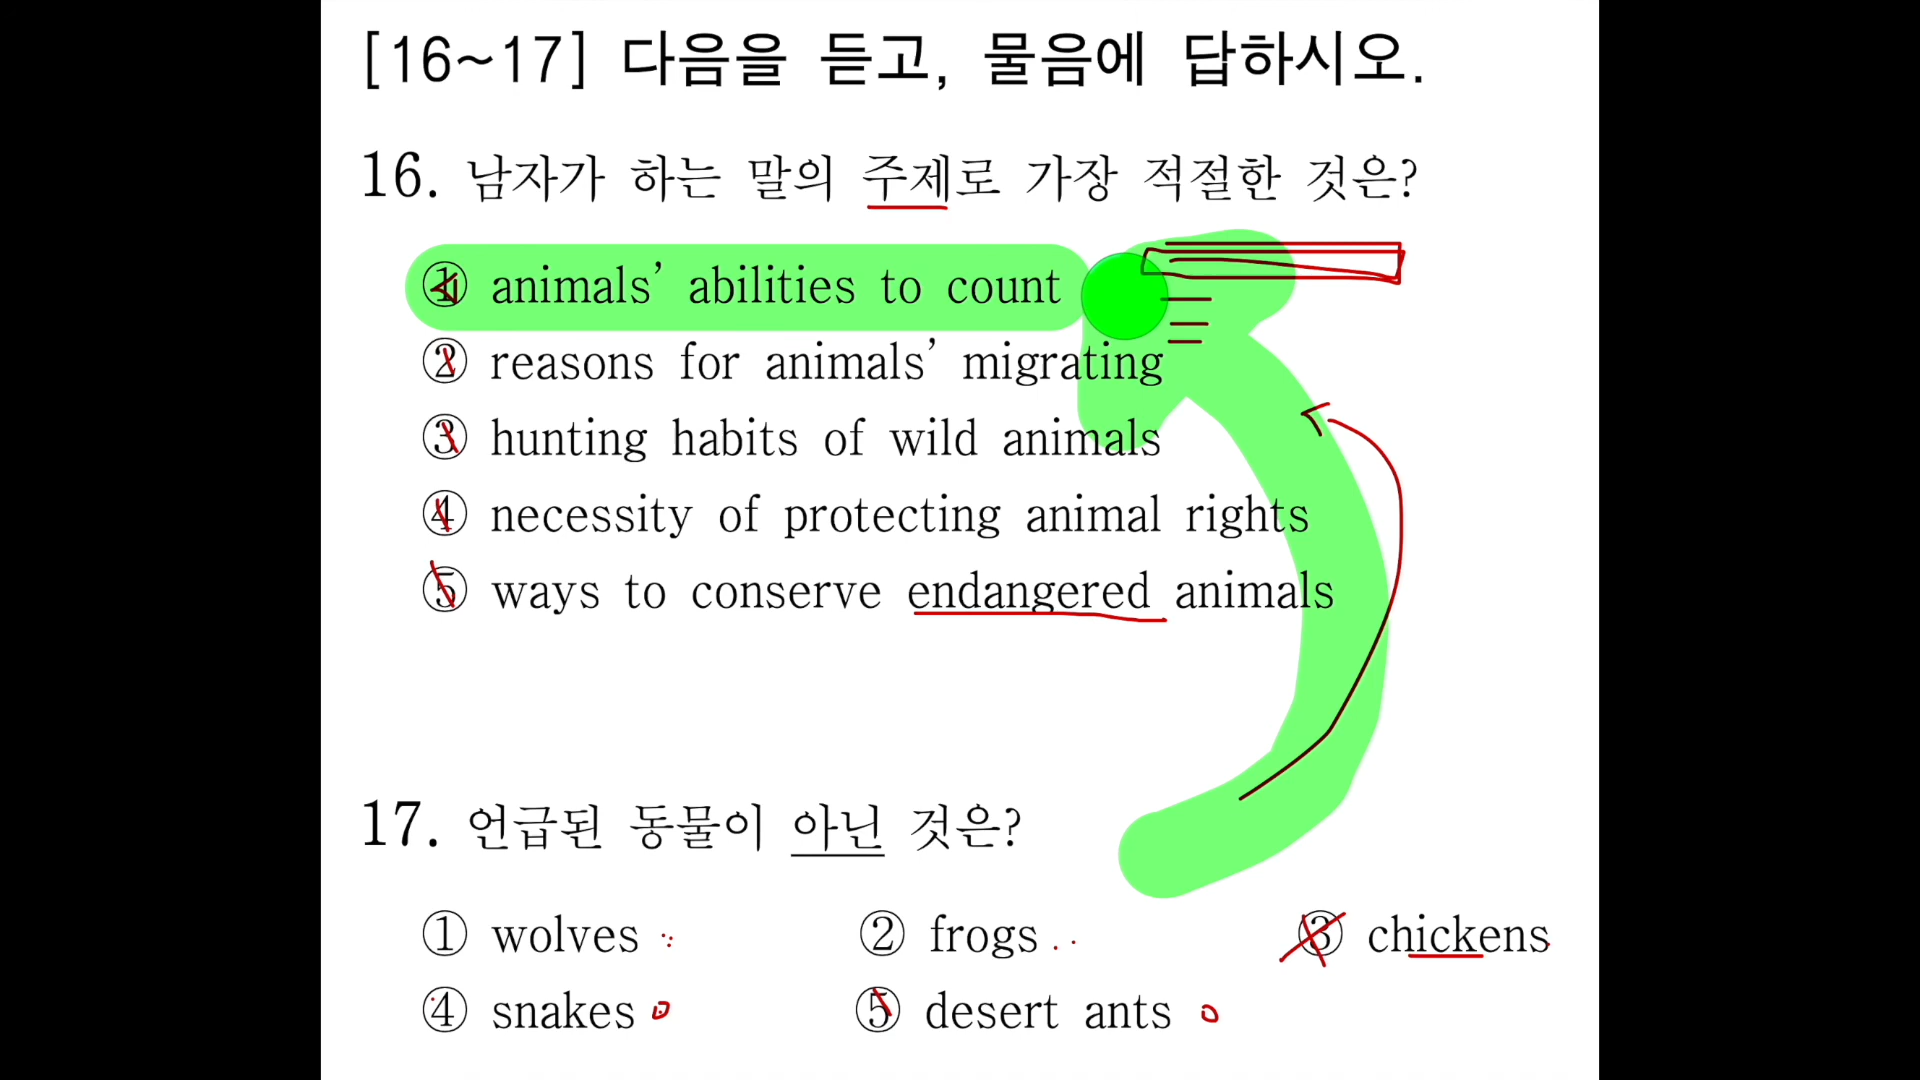 [16~17] 다음을 듣고, 물음에 답하시오.
16. 남자가 하는 말의 주제로 가장 적절한 것은?
① animals’ abilities to count
② reasons for animals’ migrating
③ hunting habits of wild animals
④ necessity of protecting animal rights
⑤ ways to conserve endangered animals
17. 언급된 동물이 아닌 것은?
① wolves ② frogs ③ chickens
④ snakes ⑤ desert ants